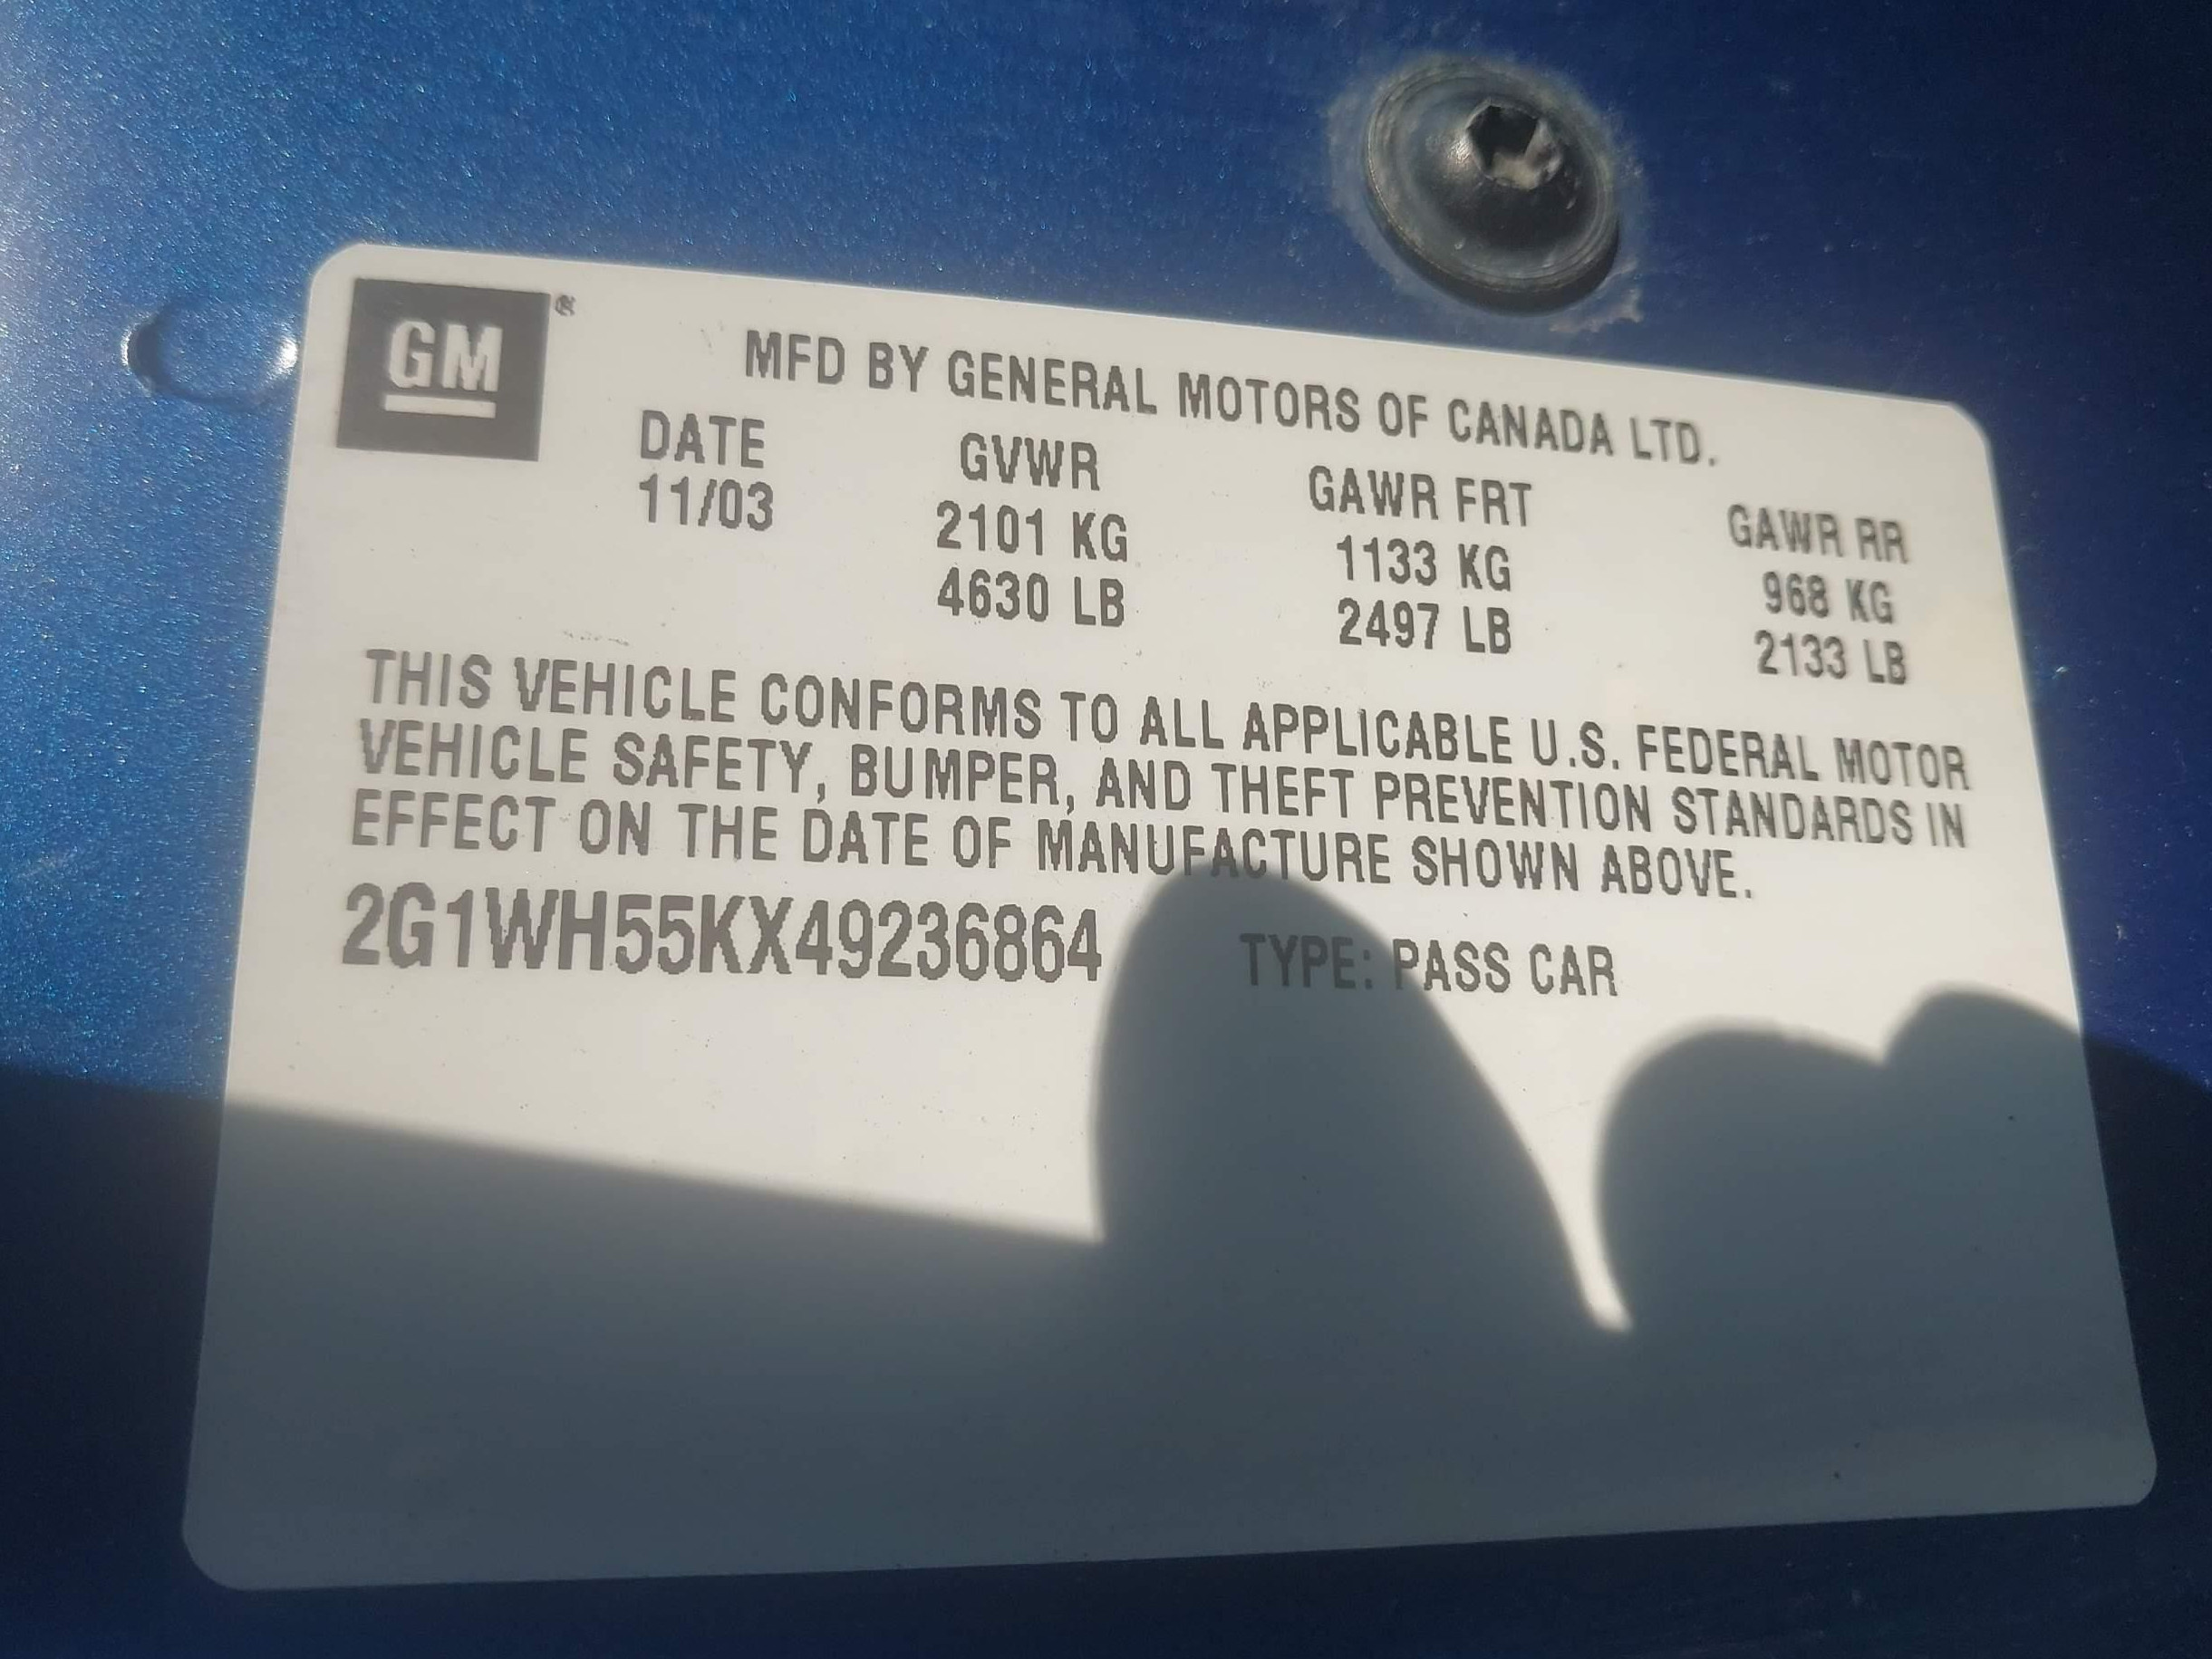 GM ®
MFD BY GENERAL MOTORS OF CANADA LTD.
DATE GVWR GAWR FRT GAWR RR
11/03 2101 KG 1133 KG 968 KG
4630 LB 2497 LB 2133 LB
THIS VEHICLE CONFORMS TO ALL APPLICABLE U.S. FEDERAL MOTOR
VEHICLE SAFETY, BUMPER, AND THEFT PREVENTION STANDARDS IN
EFFECT ON THE DATE OF MANUFACTURE SHOWN ABOVE.
2G1WH55KX49236864 TYPE: PASS CAR